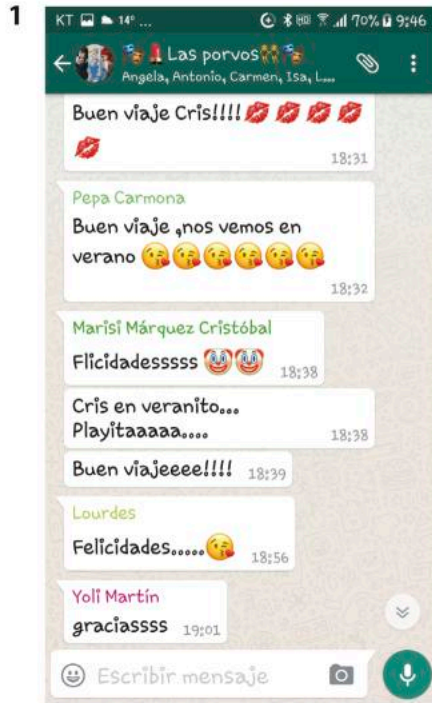 1
KT 14° ... HD 70% 9:46
Las porvos
Angela, Antonio, Carmen, Isa, L...
Buen viaje Cris!!!! 💋 💋 💋 💋
💋
18:31
Pepa Carmona
Buen viaje ,nos vemos en
verano 😘😘😘😘😘😘
18:32
Marisi Márquez Cristóbal
Flicidadesssss 🤡🤡 18:38
Cris en veranito...
Playitaaaaa.... 18:38
Buen viajeeee!!!! 18:39
Lourdes
Felicidades.....😘 18:56
Yoli Martín
graciassss 19:01
Escribir mensaje